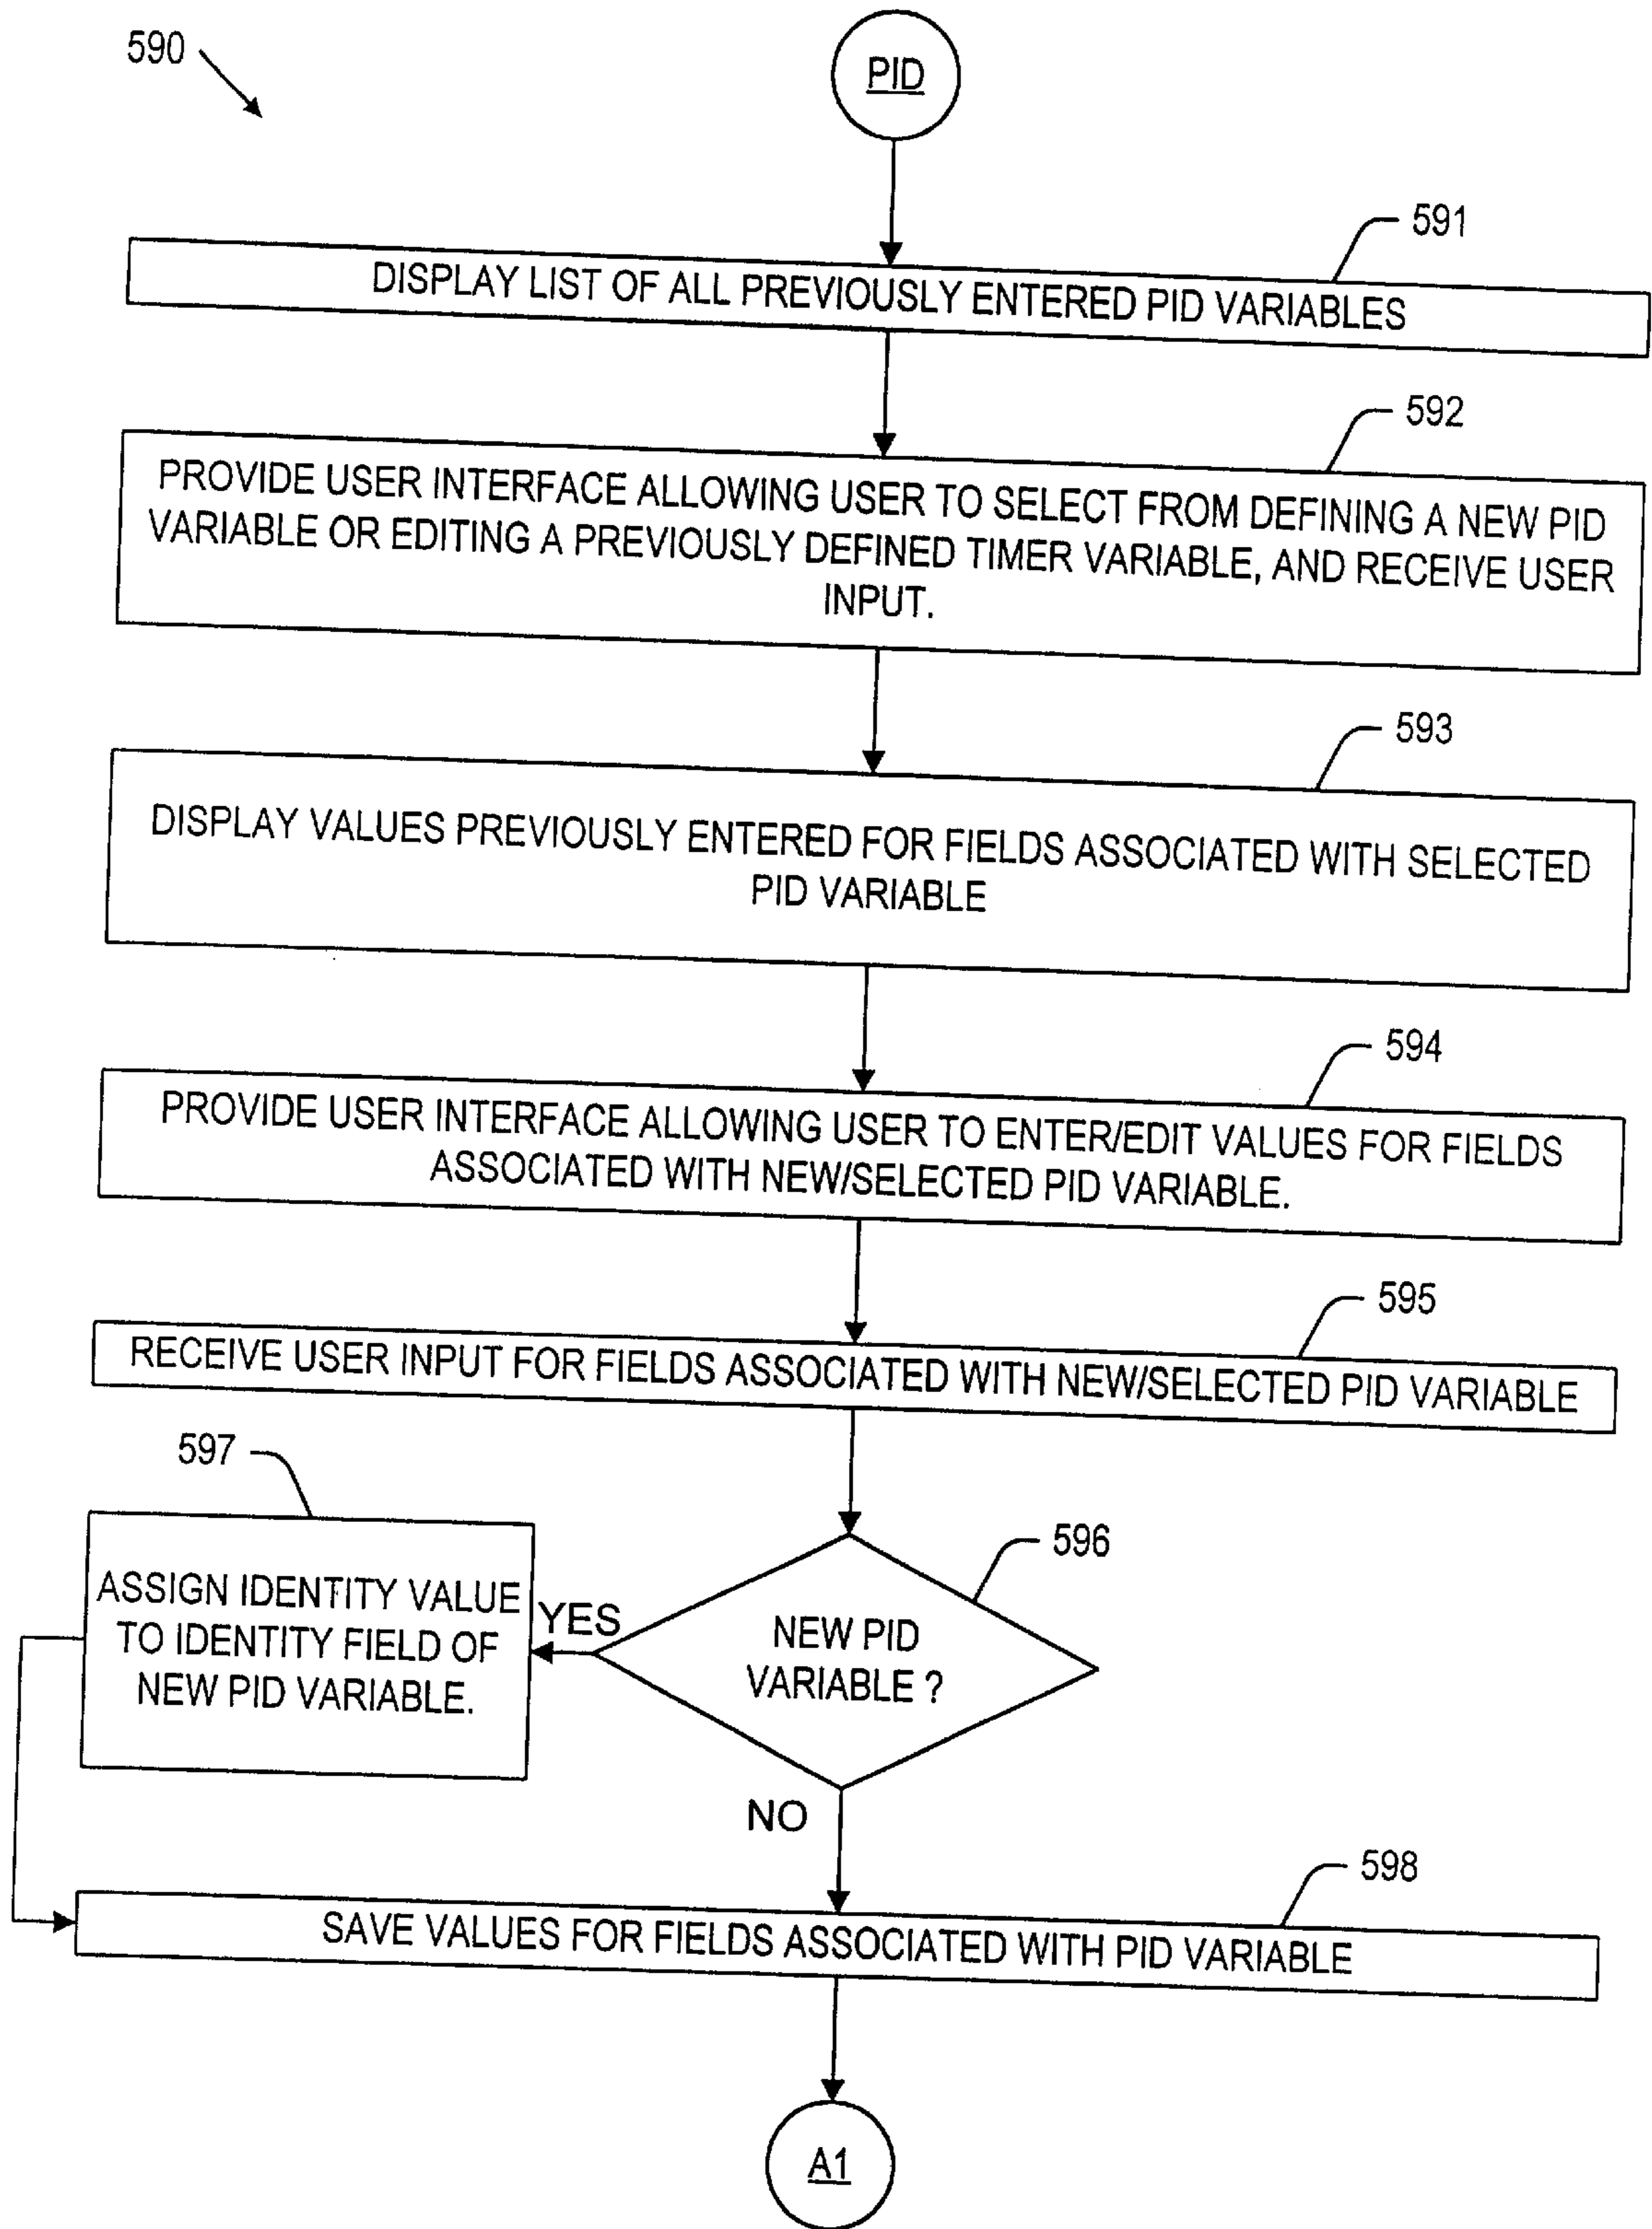 590
PID
591
DISPLAY LIST OF ALL PREVIOUSLY ENTERED PID VARIABLES
592
PROVIDE USER INTERFACE ALLOWING USER TO SELECT FROM DEFINING A NEW PID
VARIABLE OR EDITING A PREVIOUSLY DEFINED TIMER VARIABLE, AND RECEIVE USER
INPUT.
593
DISPLAY VALUES PREVIOUSLY ENTERED FOR FIELDS ASSOCIATED WITH SELECTED
PID VARIABLE
594
PROVIDE USER INTERFACE ALLOWING USER TO ENTER/EDIT VALUES FOR FIELDS
ASSOCIATED WITH NEW/SELECTED PID VARIABLE.
595
RECEIVE USER INPUT FOR FIELDS ASSOCIATED WITH NEW/SELECTED PID VARIABLE
596
NEW PID
VARIABLE ?
YES
597
ASSIGN IDENTITY VALUE
TO IDENTITY FIELD OF
NEW PID VARIABLE.
NO
598
SAVE VALUES FOR FIELDS ASSOCIATED WITH PID VARIABLE
A1